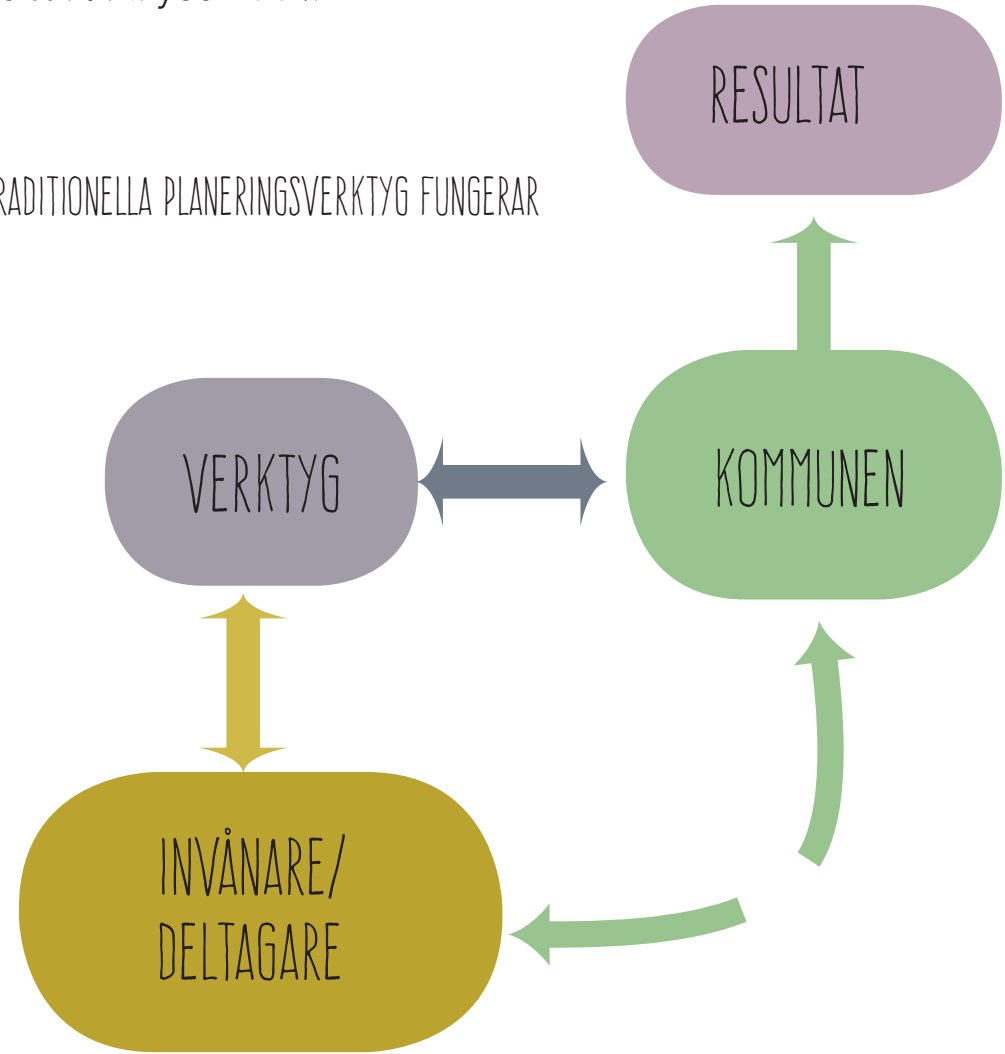 RESULTAT
RADITIONELLA PLANERINGSVERKTYG FUNGERAR
VERKTYG
KOMMUNEN
INVÅNARE/
DELTAGARE